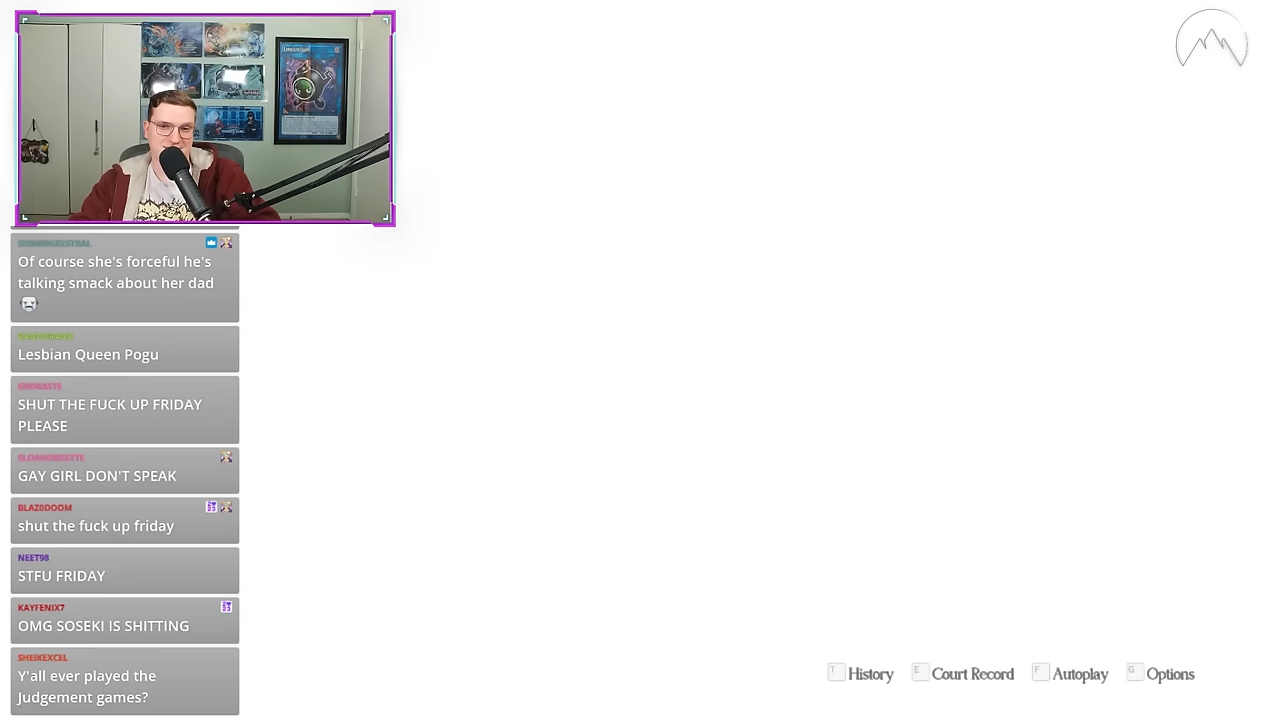 Linguriboh
Of course she's forceful he's
talking smack about her dad
Lesbian Queen Pogu
ENDRASTE
SHUT THE FUCK UP FRIDAY
PLEASE
GAY GIRL DON'T SPEAK
BLAZ0DOOM
shut the fuck up friday
NEET98
STFU FRIDAY
KAYFENIX7
OMG SOSEKI IS SHITTING
SHEIKEXCEL
Y'all ever played the
Judgement games?
T History E Court Record F Autoplay G Options